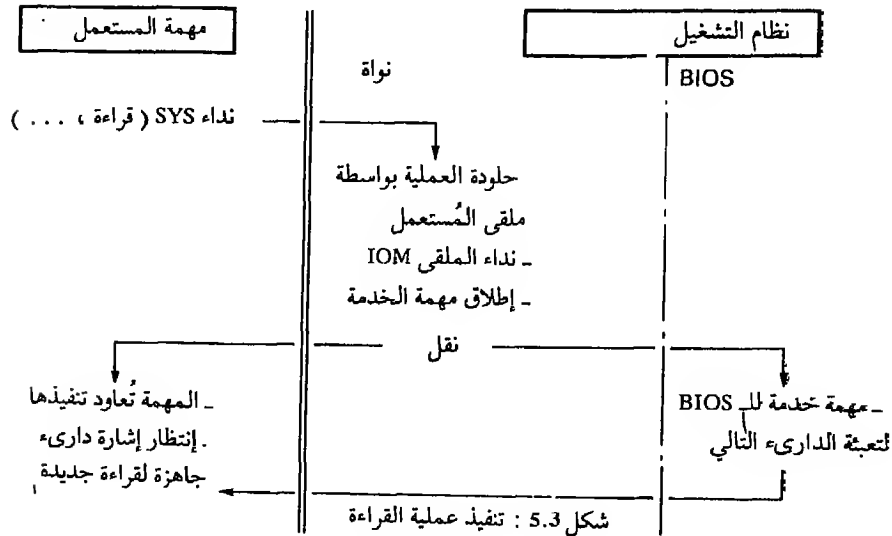 نظام التشغيل
مهمة المستعمل
BIOS
نواة
نداء SYS ( قراءة ، ... )
حلودة العملية بواسطة
ملقى المُستعمل
ـ نداء الملقى IOM
ـ إطلاق مهمة الخدمة
نقل
ـ مهمة خدمة للـ BIOS
لتعبئة الدارىء التالي
ـ المهمة تُعاود تنفيذها
. إنتظار إشارة دارىء
جاهزة لقراءة جديدة
شكل 5.3 : تنفيذ عملية القراءة